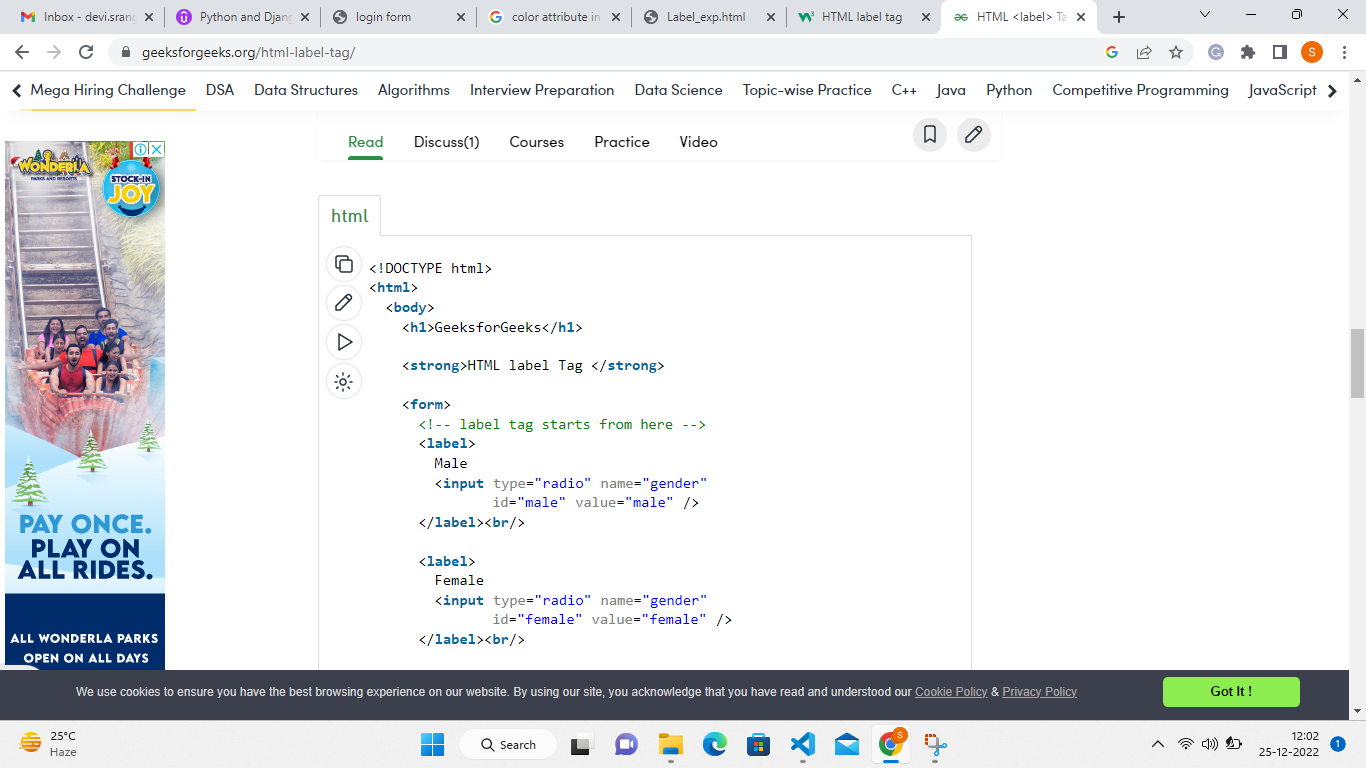 Inbox - devi.srang
Python and Djang
login form
color attribute in
Label_exp.html
HTML label tag
HTML <label> Ta
geeksforgeeks.org/html-label-tag/
S
Mega Hiring Challenge DSA Data Structures Algorithms Interview Preparation Data Science Topic-wise Practice C++ Java Python Competitive Programming JavaScript
Read Discuss(1) Courses Practice Video
WONDERLA
PARKS AND RESORTS
STOCK-IN
JOY
PAY ONCE.
PLAY ON
ALL RIDES.
ALL WONDERLA PARKS
OPEN ON ALL DAYS
html
<!DOCTYPE html>
<html>
<body>
<h1>GeeksforGeeks</h1>
<strong>HTML label Tag </strong>
<form>
<!-- label tag starts from here -->
<label>
Male
<input type="radio" name="gender"
id="male" value="male" />
</label><br/>
<label>
Female
<input type="radio" name="gender"
id="female" value="female" />
</label><br/>
We use cookies to ensure you have the best browsing experience on our website. By using our site, you acknowledge that you have read and understood our Cookie Policy & Privacy Policy
Got It !
25°C
Haze
Search
S
12:02
25-12-2022
1